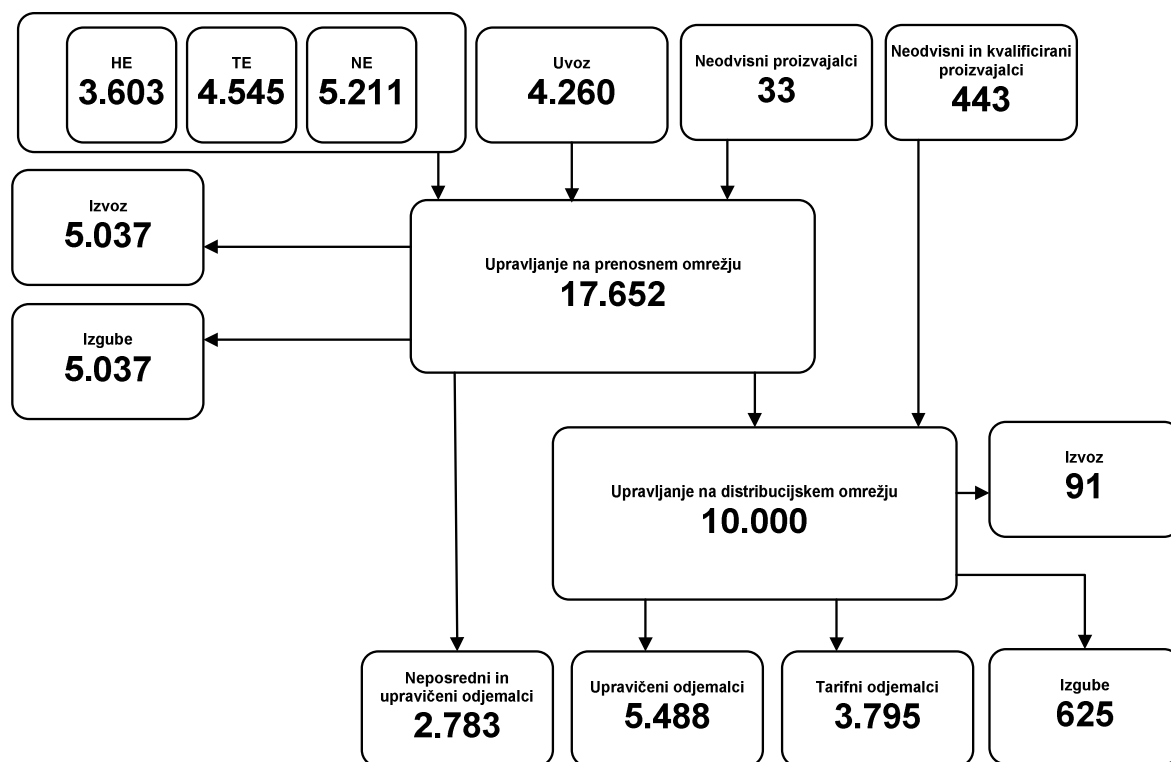 HE
3.603
TE
4.545
NE
5.211
Uvoz
4.260
Neodvisni proizvajalci
33
Neodvisni in kvalificirani
proizvajalci
443
Izvoz
5.037
Upravljanje na prenosnem omrežju
17.652
Izgube
5.037
Upravljanje na distribucijskem omrežju
10.000
Izvoz
91
Neposredni in
upravičeni odjemalci
2.783
Upravičeni odjemalci
5.488
Tarifni odjemalci
3.795
Izgube
625